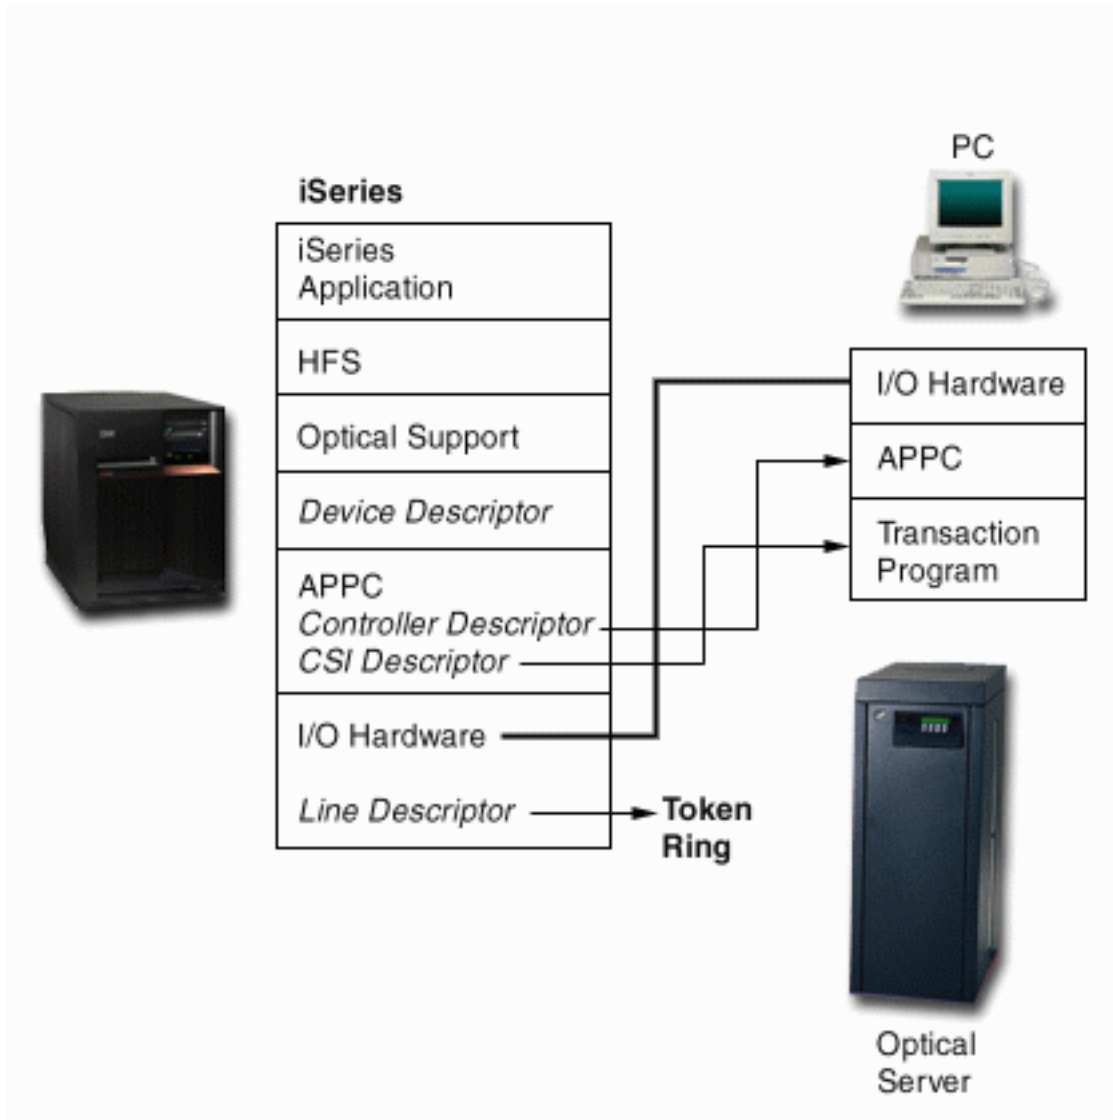 iSeries
iSeries
Application
HFS
Optical Support
Device Descriptor
APPC
Controller Descriptor
CSI Descriptor
I/O Hardware
Line Descriptor
Token
Ring
PC
I/O Hardware
APPC
Transaction
Program
Optical
Server